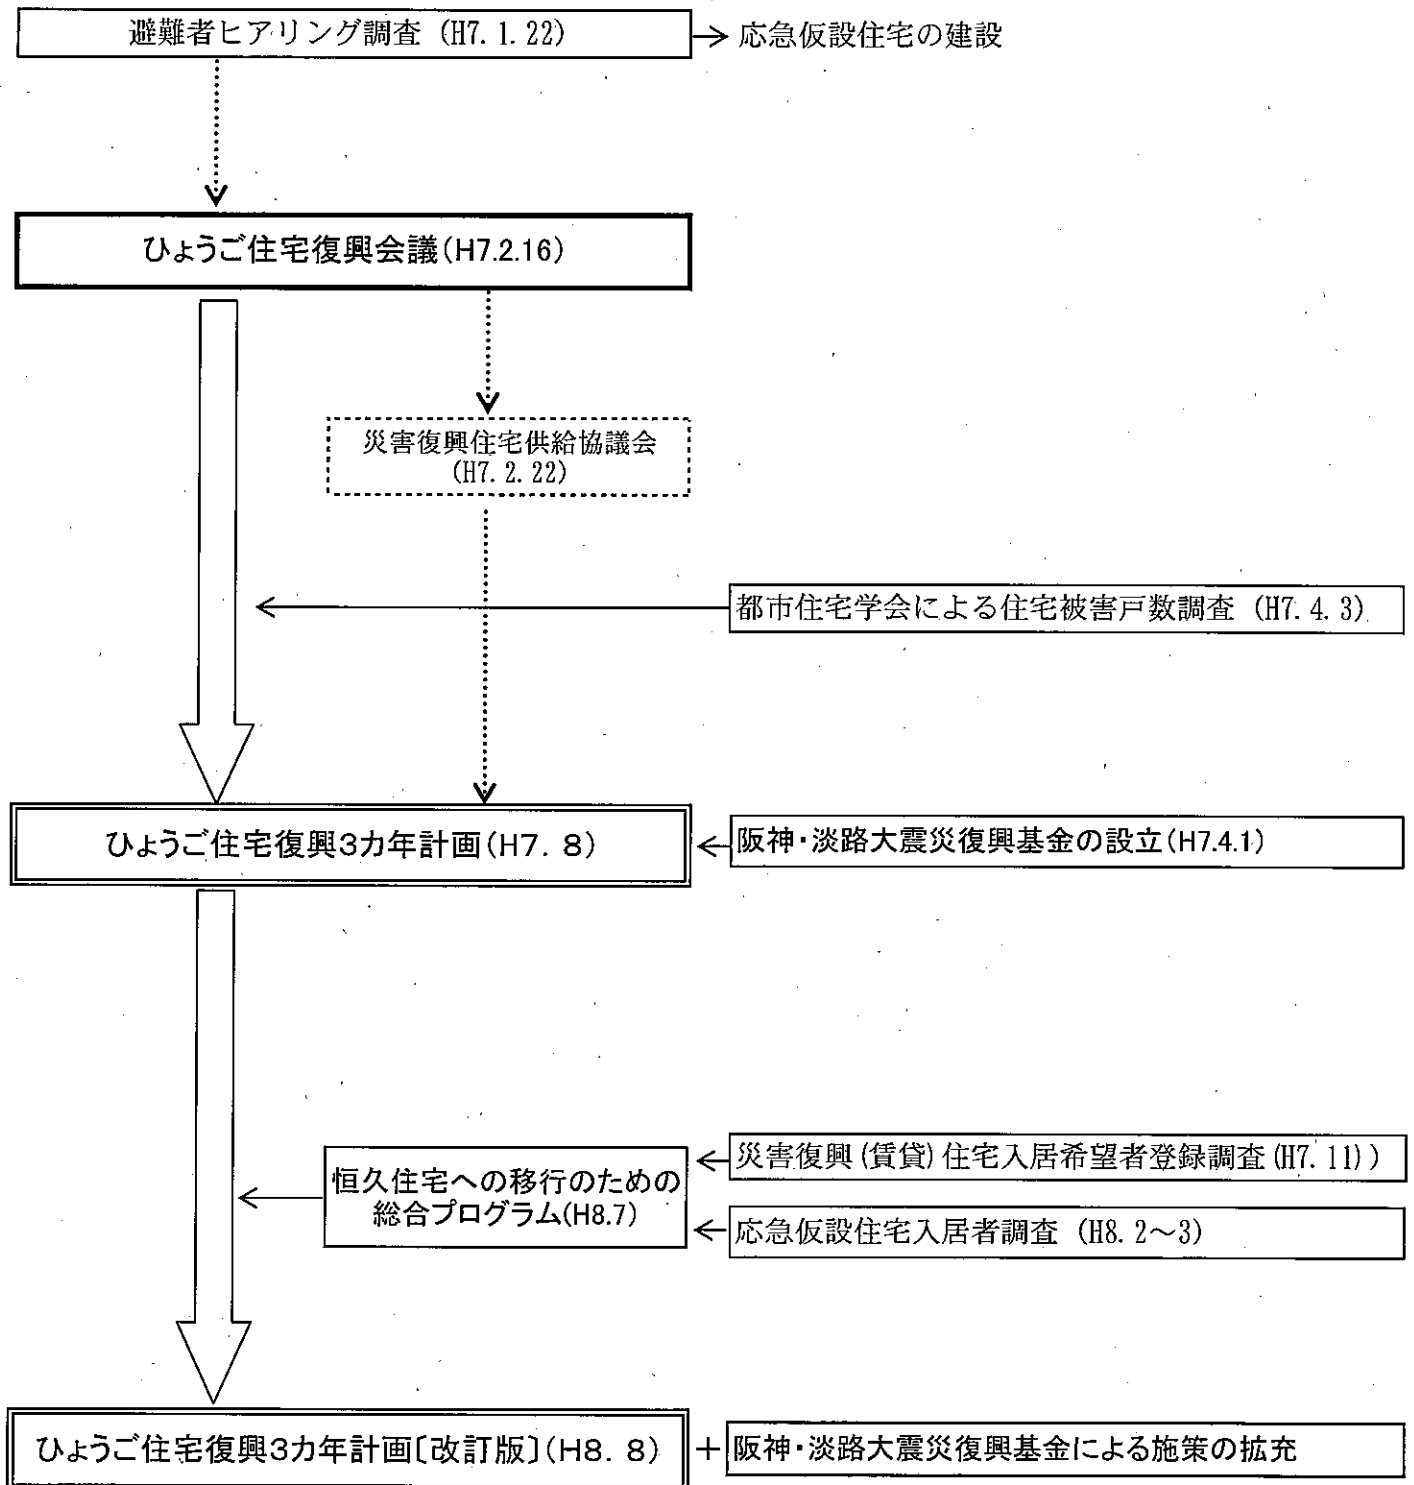 避難者ヒアリング調査 (H7. 1. 22)
応急仮設住宅の建設
ひょうご住宅復興会議(H7.2.16)
災害復興住宅供給協議会
(H7. 2. 22)
都市住宅学会による住宅被害戸数調査 (H7. 4. 3)
ひょうご住宅復興3カ年計画(H7. 8)
阪神・淡路大震災復興基金の設立(H7.4.1)
災害復興(賃貸)住宅入居希望者登録調査(H7. 11))
恒久住宅への移行のための
総合プログラム(H8.7)
応急仮設住宅入居者調査 (H8. 2～3)
ひょうご住宅復興3カ年計画〔改訂版〕(H8. 8)
+
阪神・淡路大震災復興基金による施策の拡充